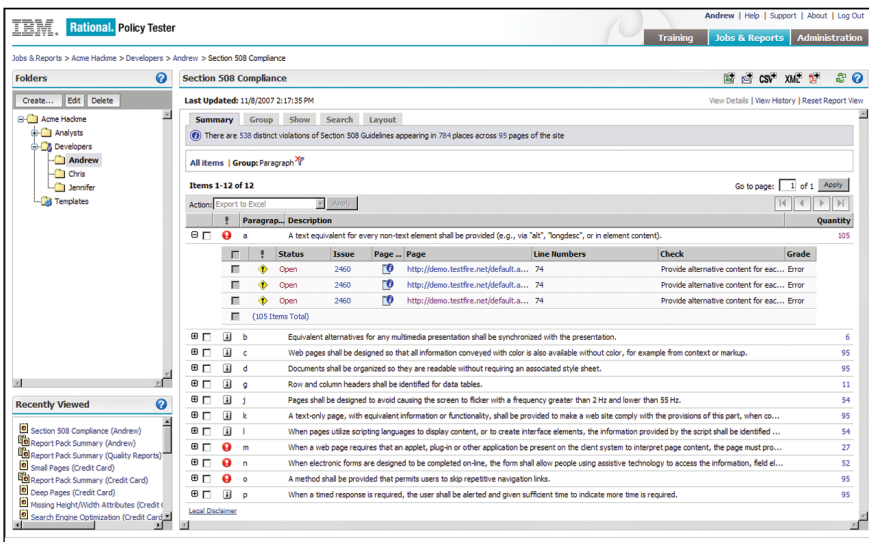 Andrew | Help | Support | About | Log Out
IBM. Rational. Policy Tester
Training Jobs & Reports Administration
Jobs & Reports > Acme Hackme > Developers > Andrew > Section 508 Compliance
Folders
Create... Edit Delete
Acme Hackme
Analysts
Developers
Andrew
Chris
Jennifer
Templates
Recently Viewed
Section 508 Compliance (Andrew)
Report Pack Summary (Andrew)
Report Pack Summary (Quality Reports)
Small Pages (Credit Card)
Report Pack Summary (Credit Card)
Deep Pages (Credit Card)
Missing Height/Width Attributes (Credit
Search Engine Optimization (Credit Card
Section 508 Compliance
CSV XML
Last Updated: 11/8/2007 2:17:35 PM
View Details | View History | Reset Report View
Summary Group Show Search Layout
There are 538 distinct violations of Section 508 Guidelines appearing in 784 places across 95 pages of the site
All items | Group: Paragraph
Items 1-12 of 12
Go to page: 1 of 1 Apply
Action: Export to Excel Apply
! Paragrap... Description Quantity
a A text equivalent for every non-text element shall be provided (e.g., via "alt", "longdesc", or in element content). 105
! Status Issue Page ... Page Line Numbers Check Grade
Open 2460 http://demo.testfire.net/default.a... 74 Provide alternative content for eac... Error
Open 2460 http://demo.testfire.net/default.a... 74 Provide alternative content for eac... Error
Open 2460 http://demo.testfire.net/default.a... 74 Provide alternative content for eac... Error
(105 Items Total)
b Equivalent alternatives for any multimedia presentation shall be synchronized with the presentation. 6
c Web pages shall be designed so that all information conveyed with color is also available without color, for example from context or markup. 95
d Documents shall be organized so they are readable without requiring an associated style sheet. 95
g Row and column headers shall be identified for data tables. 11
j Pages shall be designed to avoid causing the screen to flicker with a frequency greater than 2 Hz and lower than 55 Hz. 54
k A text-only page, with equivalent information or functionality, shall be provided to make a web site comply with the provisions of this part, when co... 95
l When pages utilize scripting languages to display content, or to create interface elements, the information provided by the script shall be identified ... 54
m When a web page requires that an applet, plug-in or other application be present on the client system to interpret page content, the page must pro... 27
n When electronic forms are designed to be completed on-line, the form shall allow people using assistive technology to access the information, field el... 52
o A method shall be provided that permits users to skip repetitive navigation links. 95
p When a timed response is required, the user shall be alerted and given sufficient time to indicate more time is required. 95
Legal Disclaimer